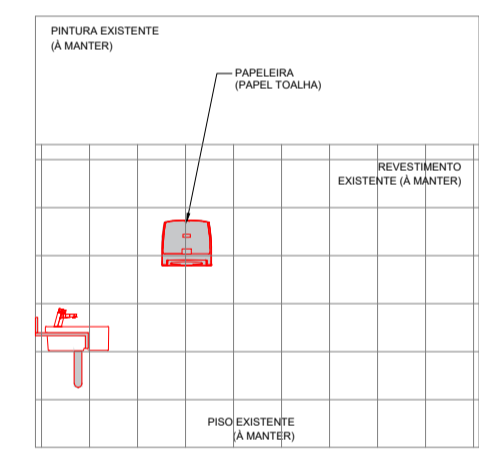 PINTURA EXISTENTE
(À MANTER)
PAPELEIRA
(PAPEL TOALHA)
REVESTIMENTO
EXISTENTE (À MANTER)
PISO EXISTENTE
(À MANTER)